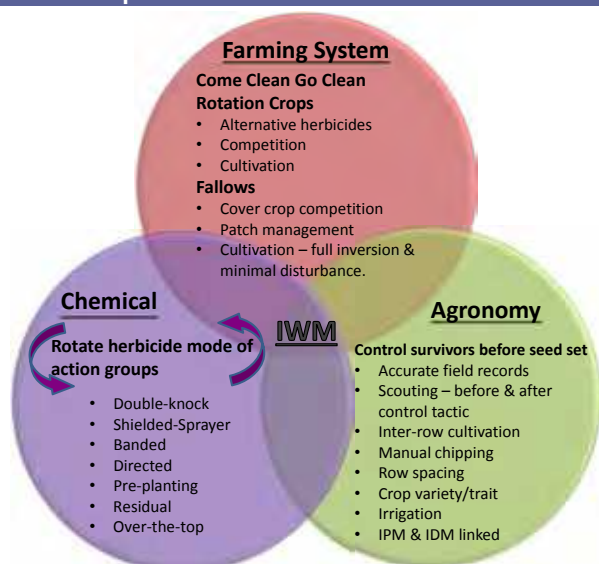 Farming System
Come Clean Go Clean
Rotation Crops
• Alternative herbicides
• Competition
• Cultivation
Fallows
• Cover crop competition
• Patch management
• Cultivation – full inversion &
minimal disturbance.
Chemical
Rotate herbicide mode of
action groups
• Double-knock
• Shielded-Sprayer
• Banded
• Directed
• Pre-planting
• Residual
• Over-the-top
IWM
Agronomy
Control survivors before seed set
• Accurate field records
• Scouting – before & after
control tactic
• Inter-row cultivation
• Manual chipping
• Row spacing
• Crop variety/trait
• Irrigation
• IPM & IDM linked